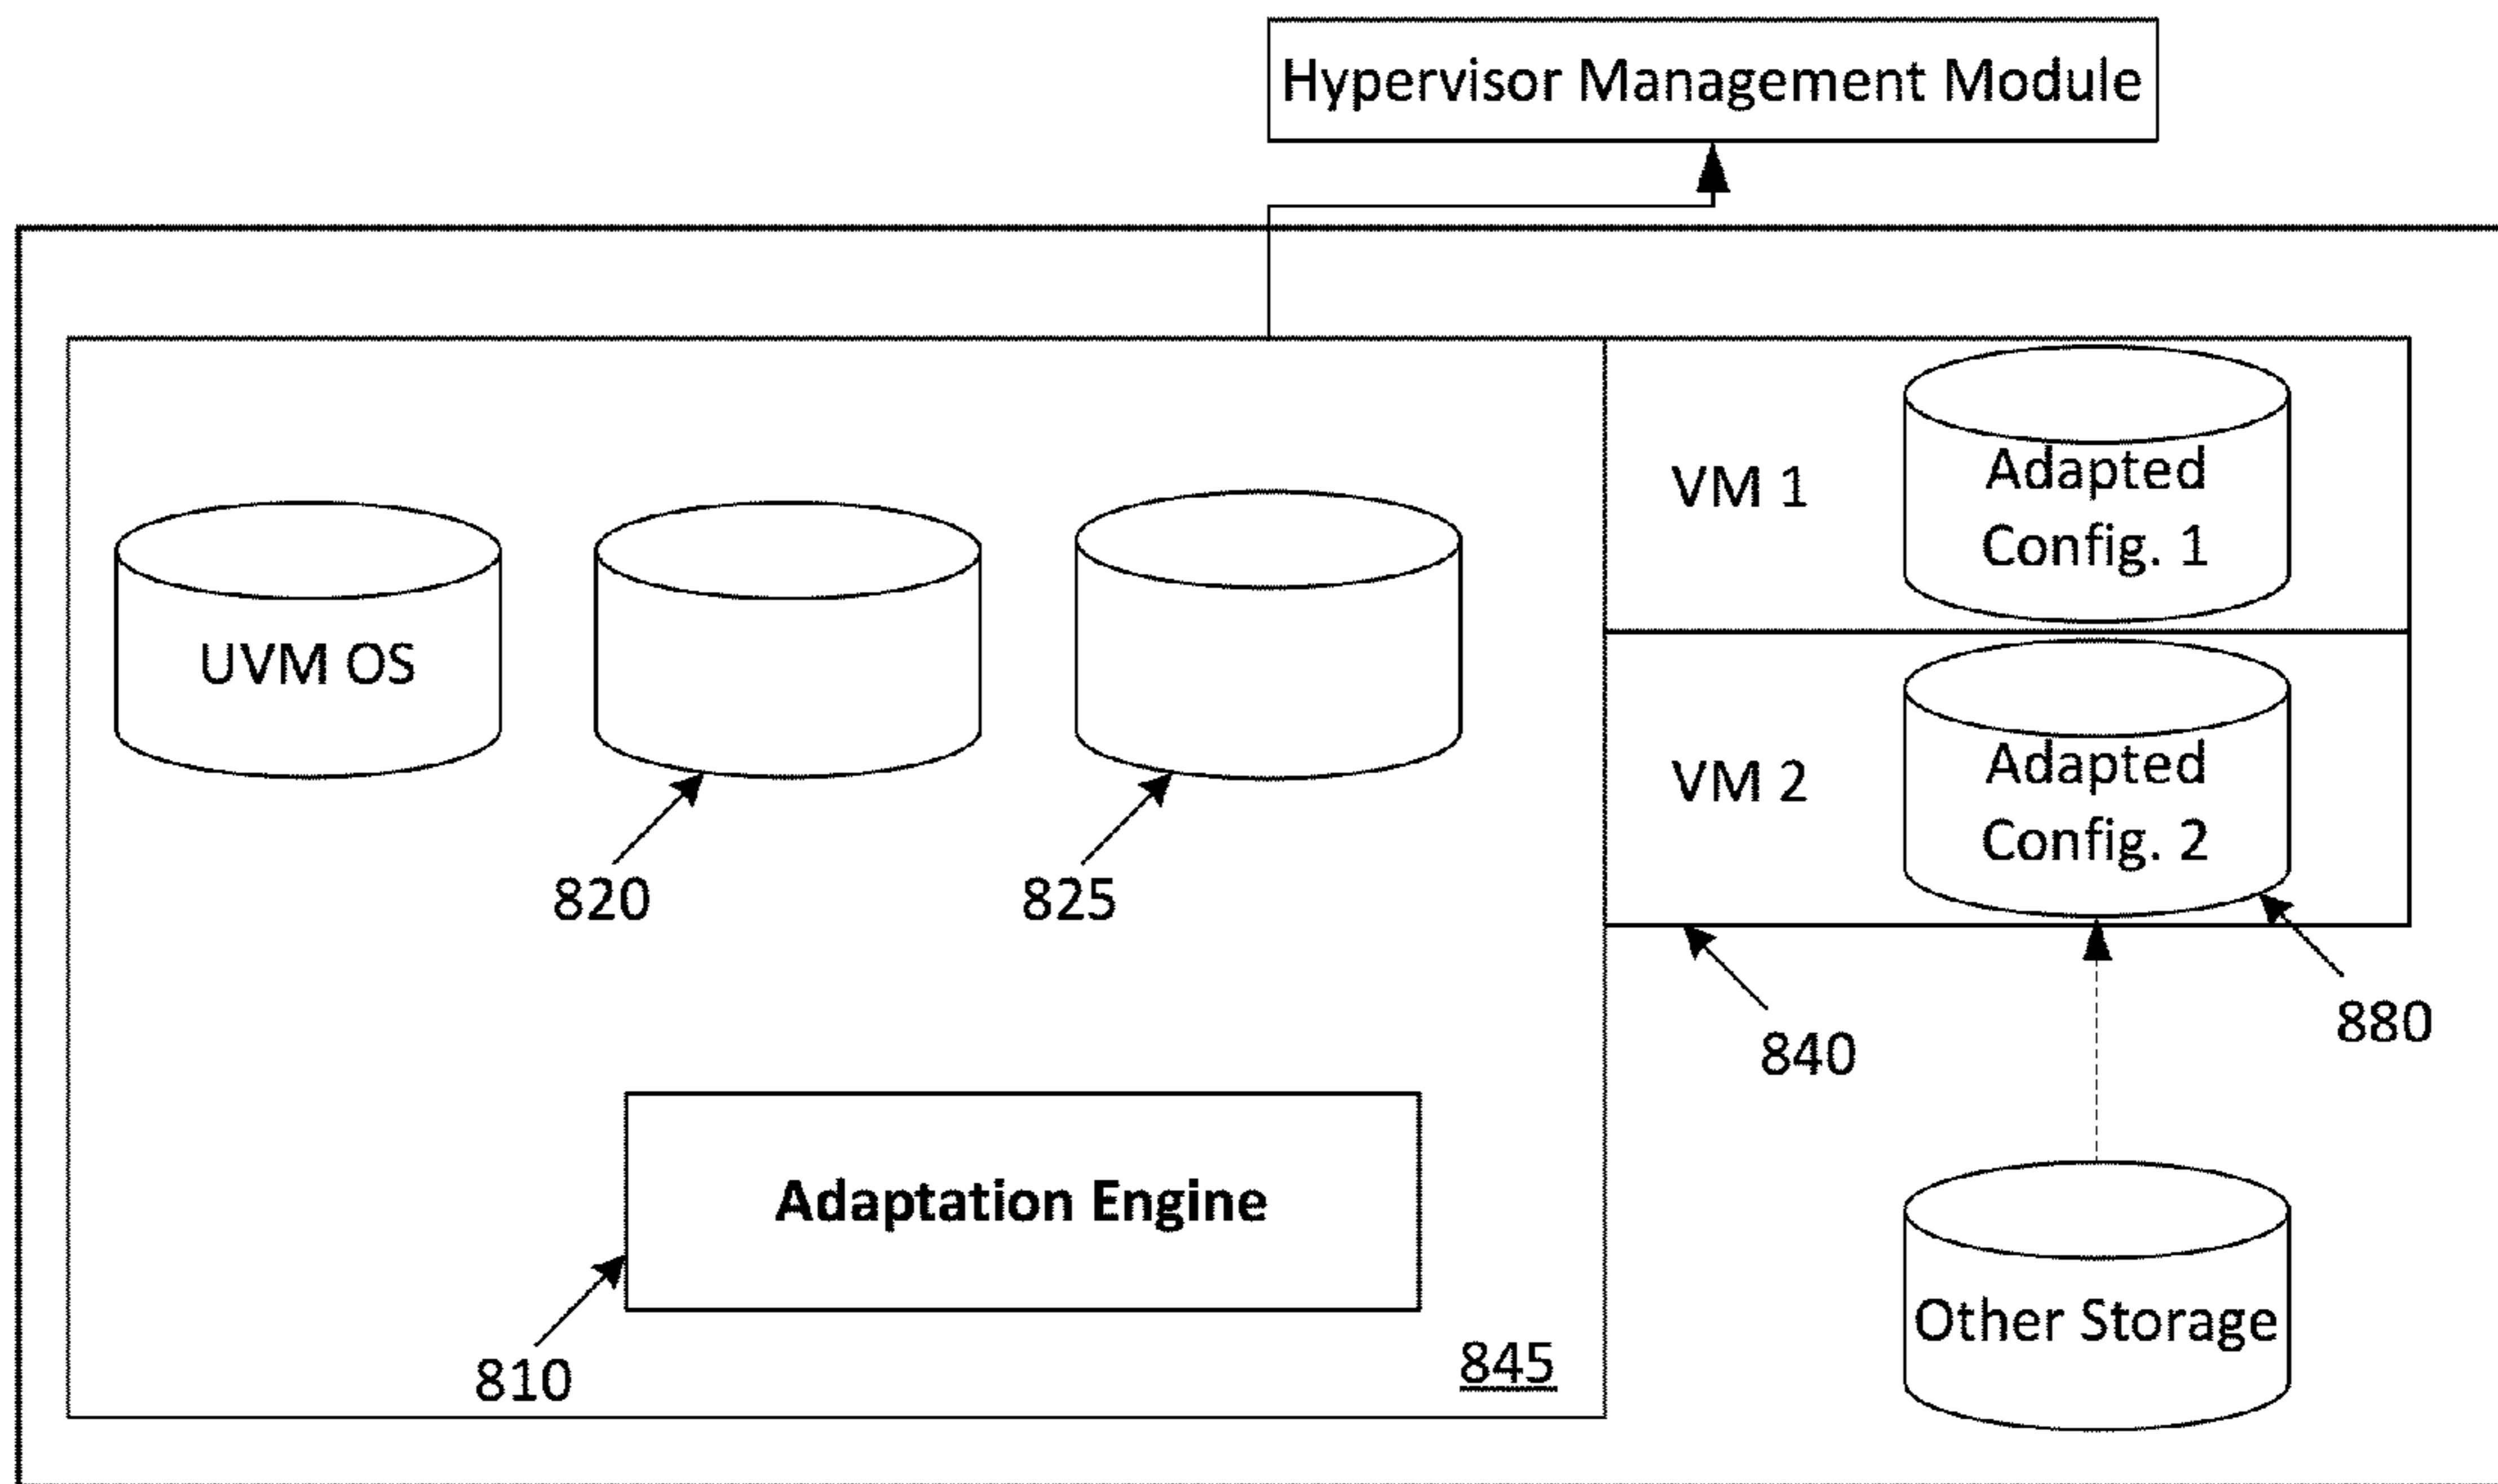 Hypervisor Management Module
VM 1
Adapted
Config. 1
UVM OS
VM 2
Adapted
Config. 2
820
825
840
880
Adaptation Engine
810
845
Other Storage